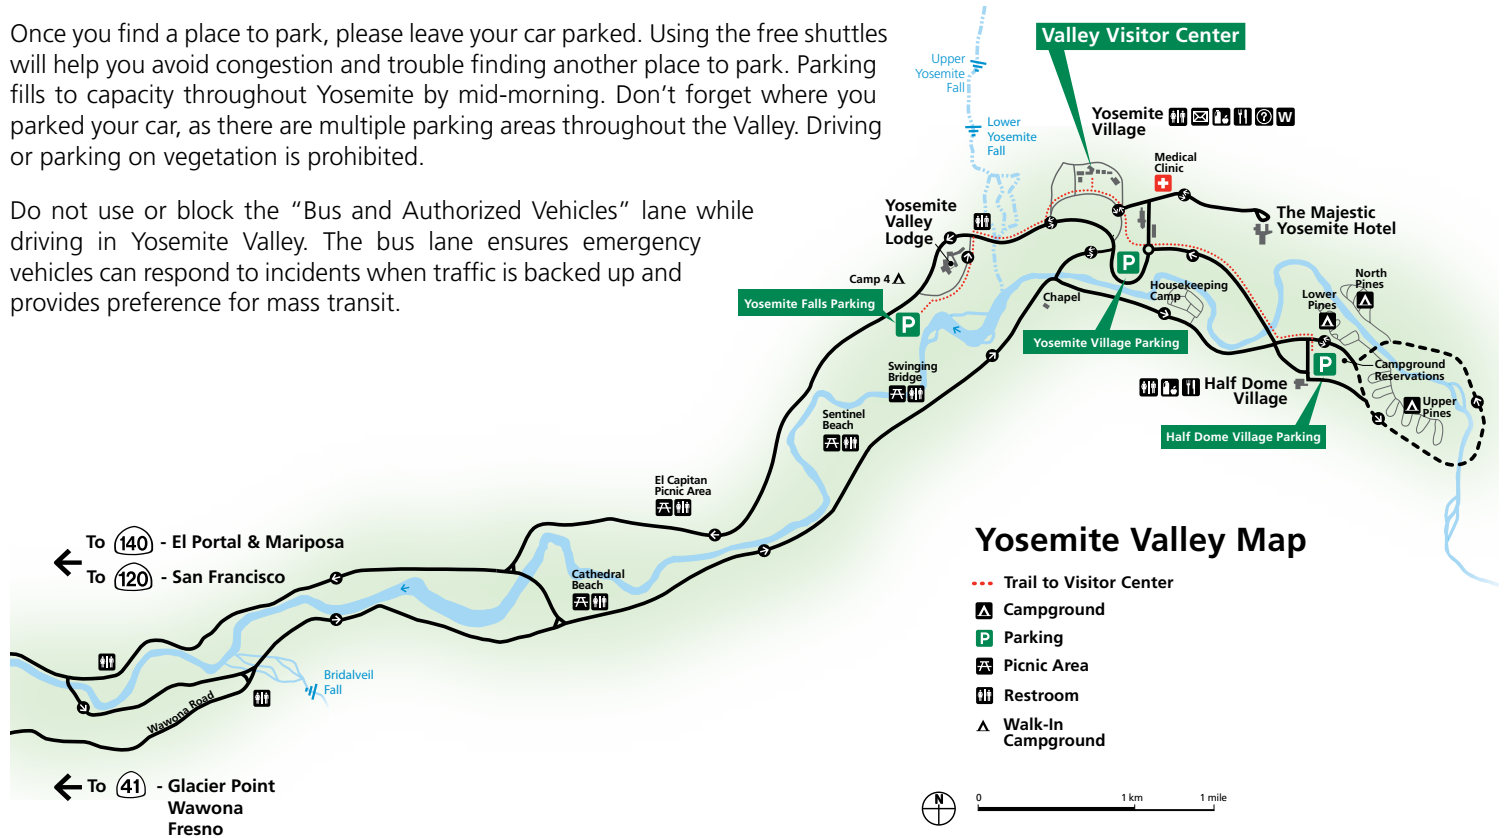 Once you find a place to park, please leave your car parked. Using the free shuttles
will help you avoid congestion and trouble finding another place to park. Parking
fills to capacity throughout Yosemite by mid-morning. Don’t forget where you
parked your car, as there are multiple parking areas throughout the Valley. Driving
or parking on vegetation is prohibited.
Do not use or block the “Bus and Authorized Vehicles” lane while
driving in Yosemite Valley. The bus lane ensures emergency
vehicles can respond to incidents when traffic is backed up and
provides preference for mass transit.
Valley Visitor Center
Upper
Yosemite
Fall
Lower
Yosemite
Fall
Yosemite
Village
W
Medical
Clinic
Yosemite
Valley
Lodge
The Majestic
Yosemite Hotel
Camp 4
Yosemite Falls Parking
P
P
Chapel
Housekeeping
Camp
North
Pines
Lower
Pines
Yosemite Village Parking
Swinging
Bridge
P
Campground
Reservations
Half Dome
Village
Upper
Pines
Sentinel
Beach
Half Dome Village Parking
El Capitan
Picnic Area
To 140 - El Portal & Mariposa
To 120 - San Francisco
Cathedral
Beach
Bridalveil
Fall
Wawona Road
To 41 - Glacier Point
Wawona
Fresno
Yosemite Valley Map
Trail to Visitor Center
Campground
P Parking
Picnic Area
Restroom
Walk-In
Campground
N
0 1 km 1 mile